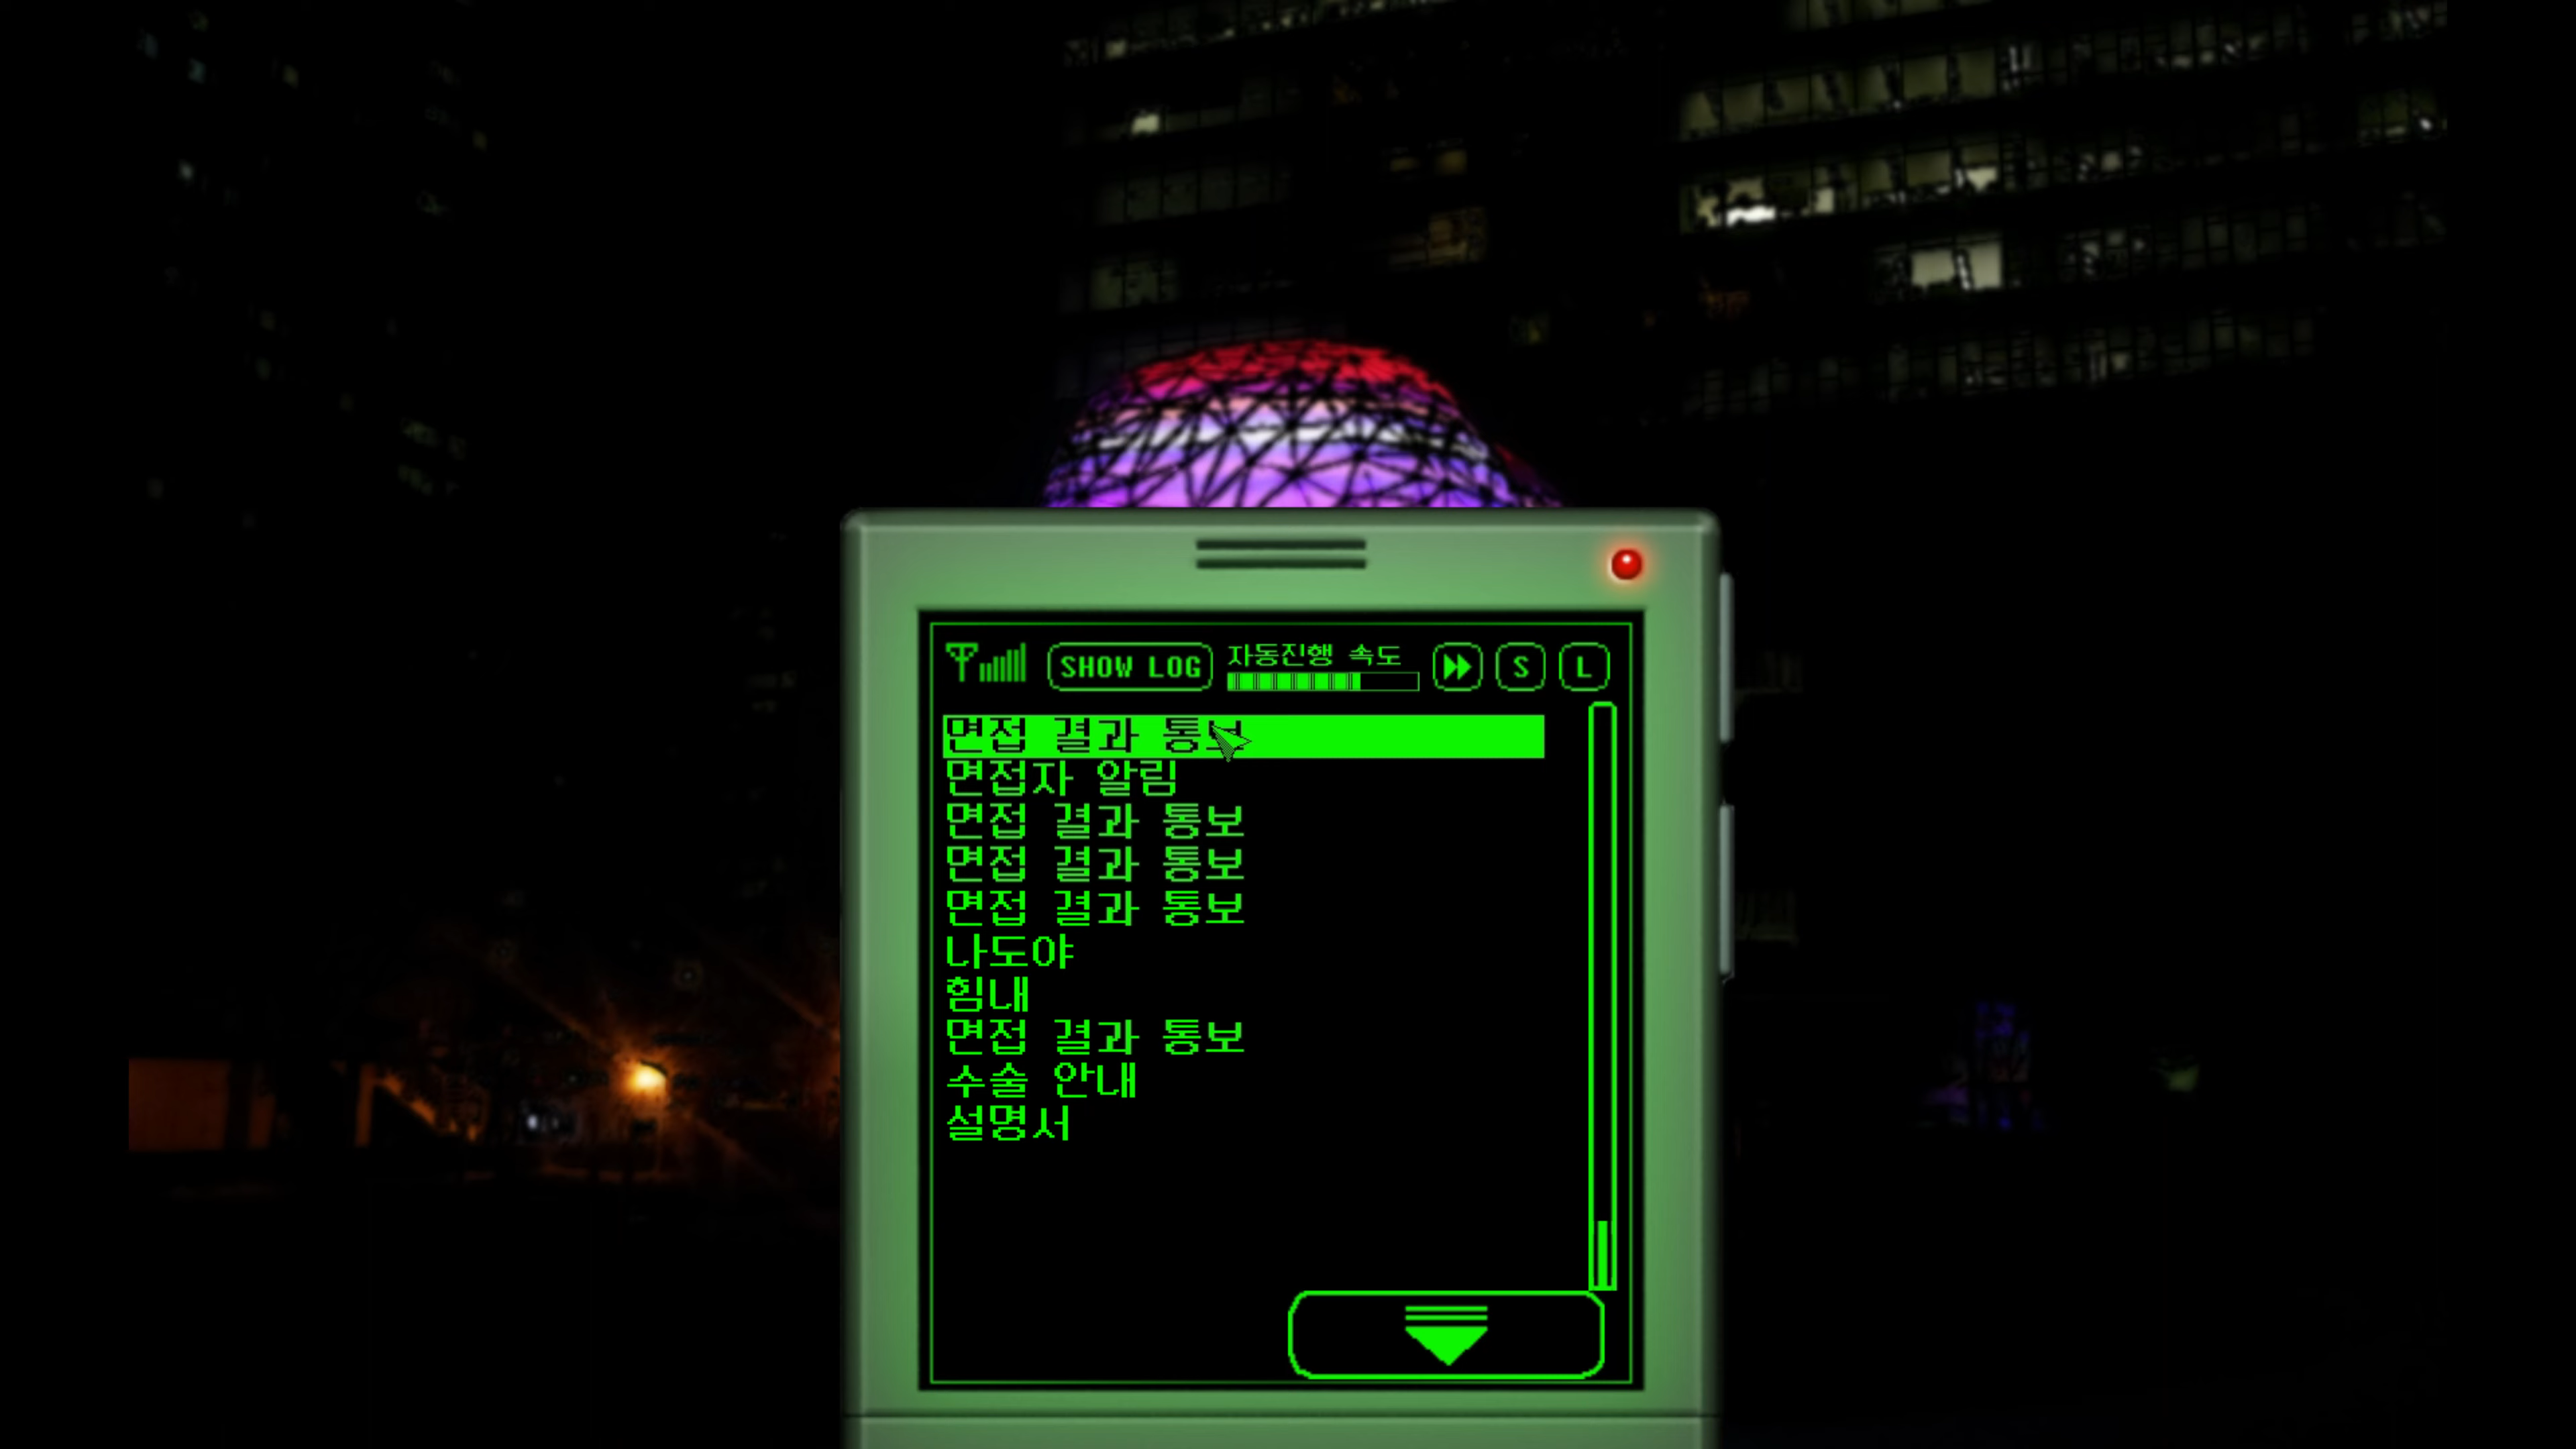 자동진행 속도
SHOW LOG S L
면접 결과 통보
면접자 알림
면접 결과 통보
면접 결과 통보
면접 결과 통보
나도야
힘내
면접 결과 통보
수술 안내
설명서